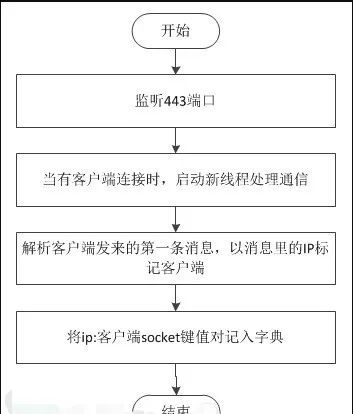 开始
监听443端口
当有客户端连接时，启动新线程处理通信
解析客户端发来的第一条消息，以消息里的IP标
记客户端
将ip:客户端socket键值对记入字典
结束